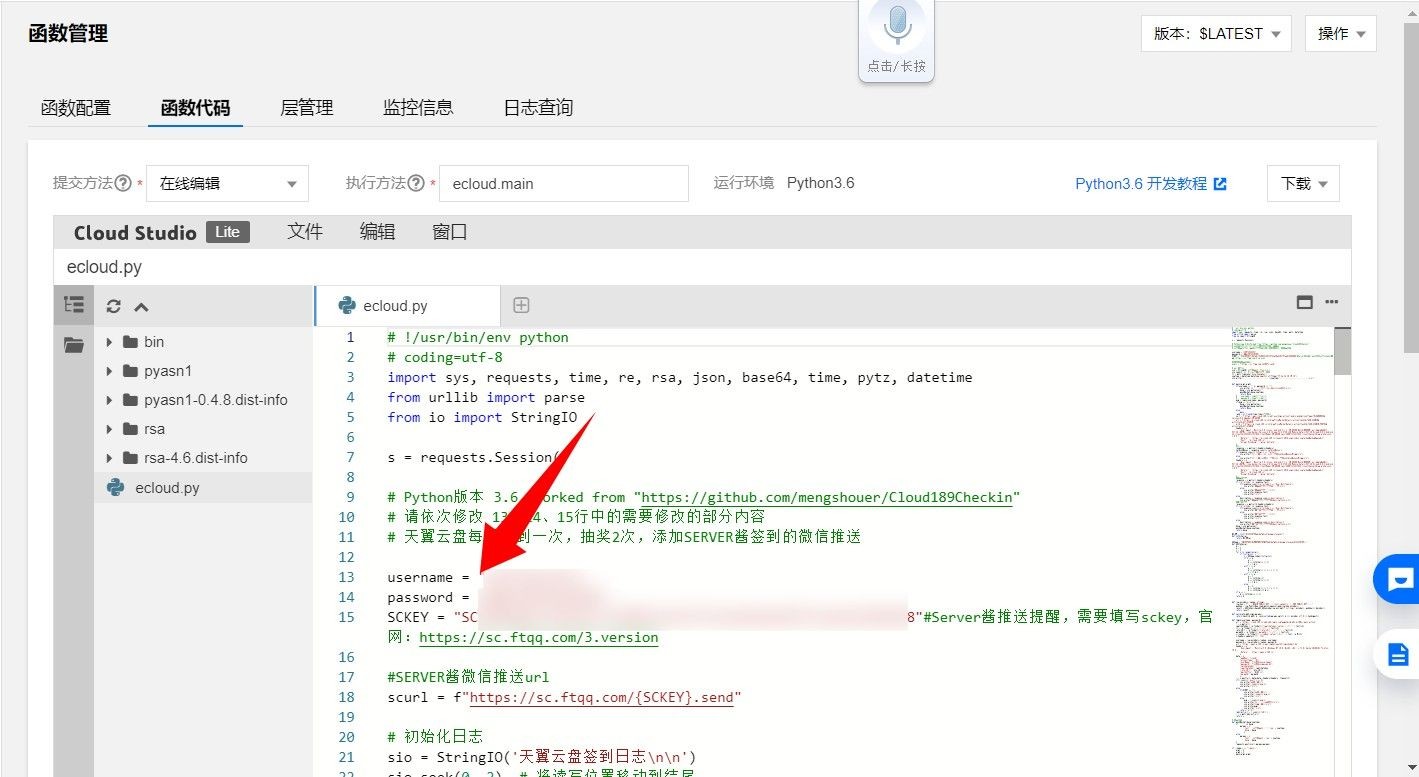 函数管理
版本：$LATEST
操作
点击/长按
函数配置
函数代码
层管理
监控信息
日志查询
提交方法
*
在线编辑
执行方法
*
ecloud.main
运行环境 Python3.6
Python3.6 开发教程
下载
Cloud Studio Lite 文件 编辑 窗口
ecloud.py
ecloud.py
bin
pyasn1
pyasn1-0.4.8.dist-info
rsa
rsa-4.6.dist-info
ecloud.py
1 # !/usr/bin/env python
2 # coding=utf-8
3 import sys, requests, time, re, rsa, json, base64, time, pytz, datetime
4 from urllib import parse
5 from io import StringIO
6
7 s = requests.Session(
8
9 # Python版本 3.6 orked from "https://github.com/mengshouer/Cloud189Checkin"
10 # 请依次修改 13 4、15行中的需要修改的部分内容
11 # 天翼云盘每 到一次，抽奖2次，添加SERVER酱签到的微信推送
12
13 username =
14 password =
15 SCKEY = "SC 8"#Server酱推送提醒，需要填写sckey，官
网：https://sc.ftqq.com/3.version
16
17 #SERVER酱微信推送url
18 scurl = f"https://sc.ftqq.com/{SCKEY}.send"
19
20 # 初始化日志
21 sio = StringIO('天翼云盘签到日志\n\n')
22 sio.seek(0, 2) # 将读写位置移动到结尾